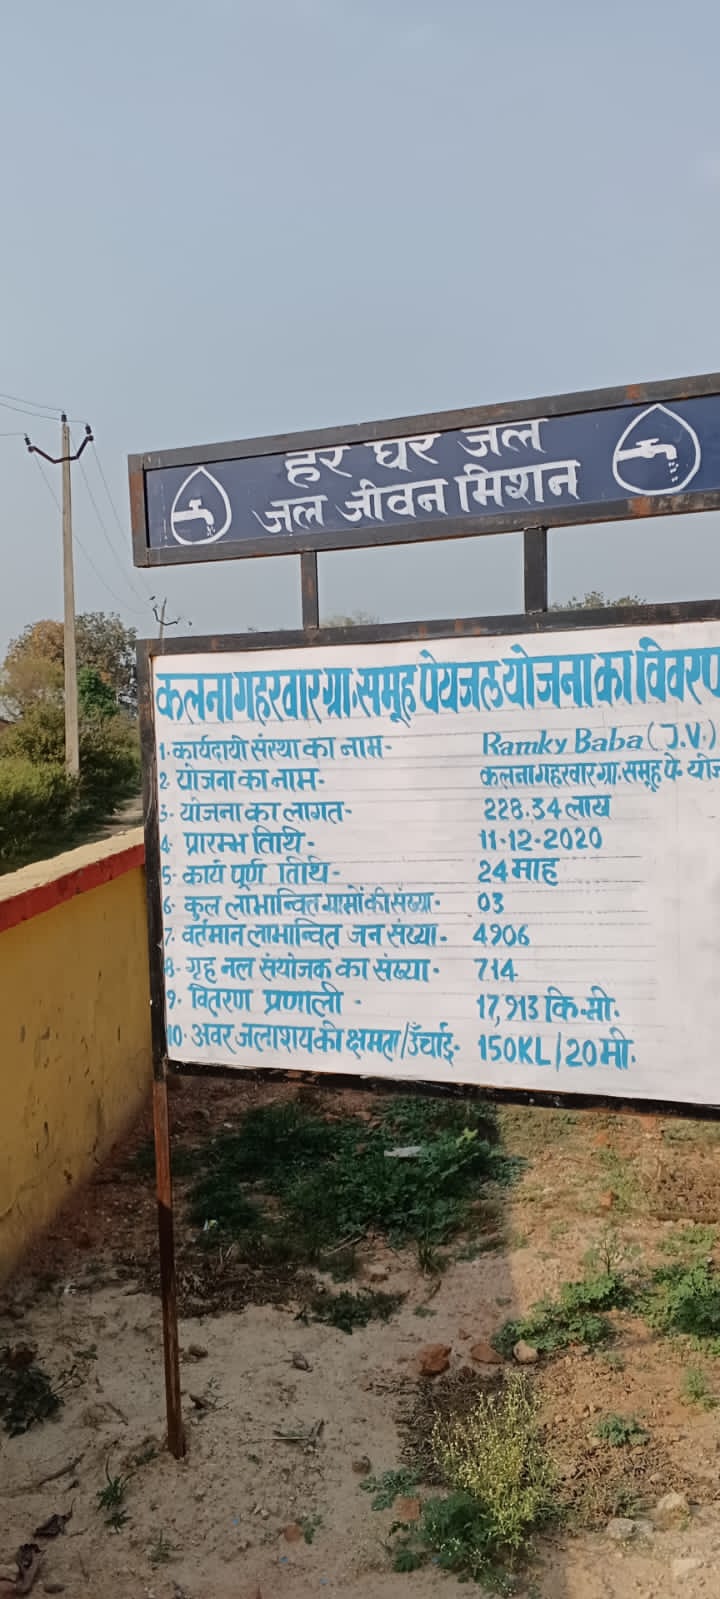 हर घर जल
जल जीवन मिशन
कलनागहरवार ग्रा. समूह पेयजल योजना का विवरण
1. कार्यदायी संस्था का नाम- Ramky Baba (J.V.)
2. योजना का नाम- कलनागहरवार ग्रा. समूह पे. योज
3. योजना का लागत- 228.34 लाख
4. प्रारम्भ तिथि- 11-12-2020
5. कार्य पूर्ण तिथि- 24 माह
6. कुल लाभान्वित ग्रामों की संख्या- 03
7. वर्तमान लाभान्वित जन संख्या- 4906
8. गृह नल संयोजक का संख्या- 714
9. वितरण प्रणाली- 17,913 कि.मी.
10. अवर जलाशय की क्षमता/ऊँचाई- 150KL/20 मी.